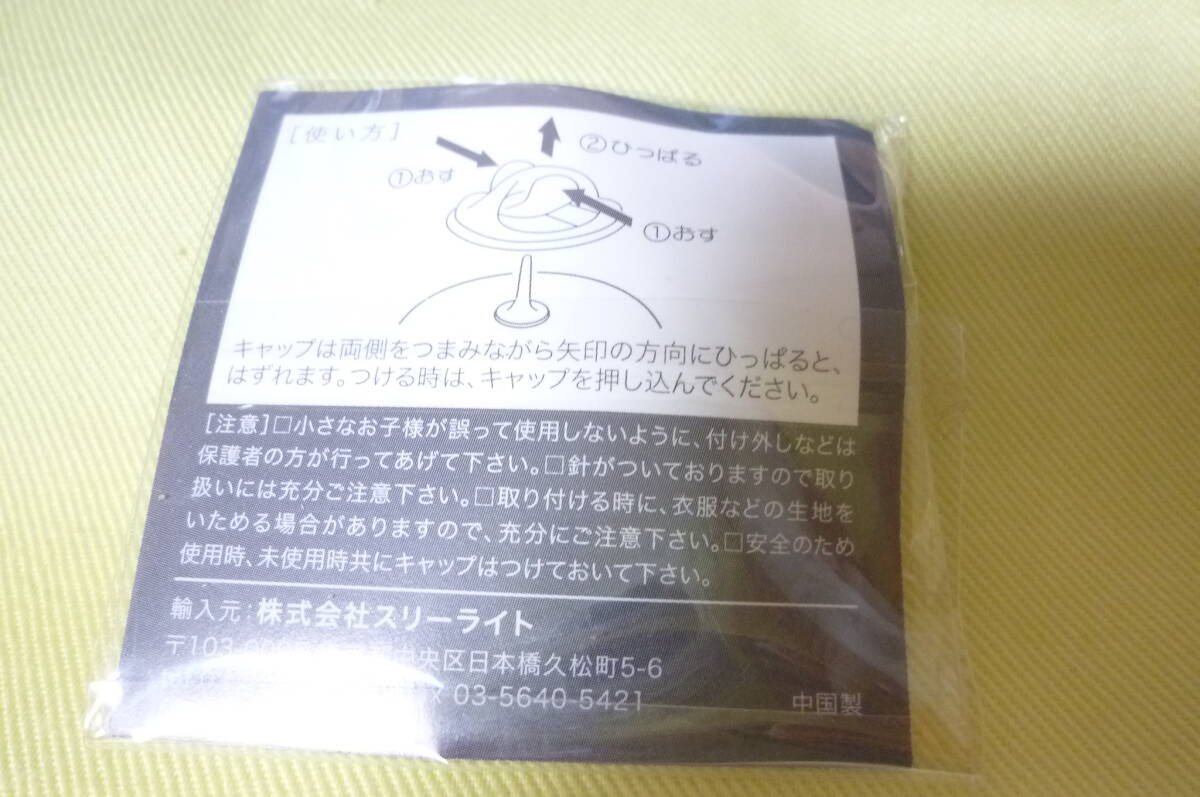 [使い方]
②ひっぱる
①おす
①おす
キャップは両側をつまみながら矢印の方向にひっぱると、
はずれます。つける時は、キャップを押し込んでください。
[注意]□小さなお子様が誤って使用しないように、付け外しなどは
保護者の方が行ってあげて下さい。□針がついておりますので取り
扱いには充分ご注意下さい。□取り付ける時に、衣服などの生地を
いためる場合がありますので、充分にご注意下さい。□安全のため
使用時、未使用時共にキャップはつけておいて下さい。
輸入元:株式会社スリーライト
〒103-00 中央区日本橋久松町5-6
03-5640-5421
中国製